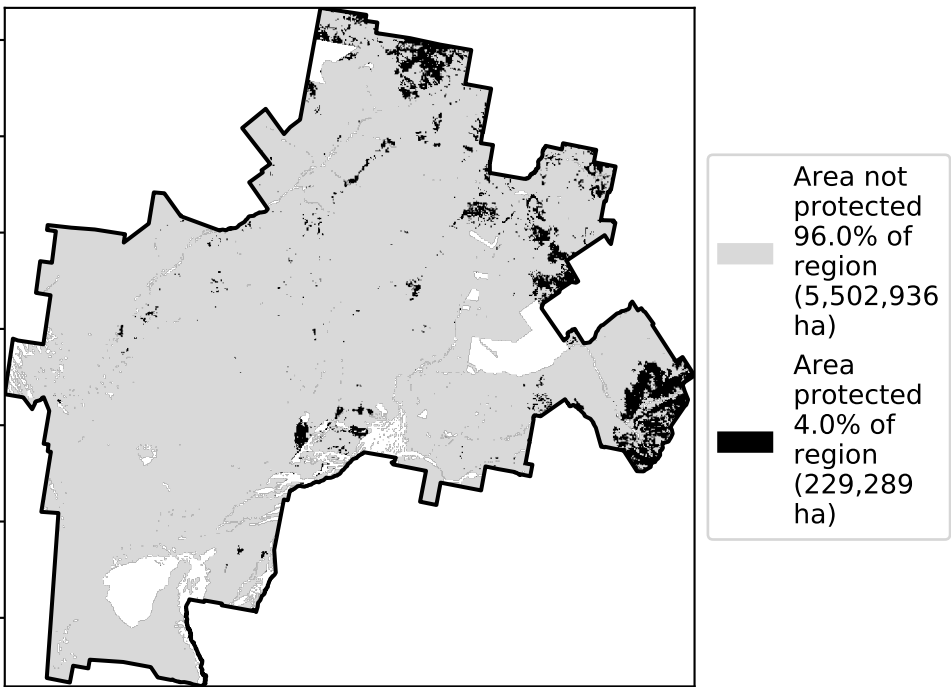 Area not
protected
96.0% of
region
(5,502,936
ha)
Area
protected
4.0% of
region
(229,289
ha)